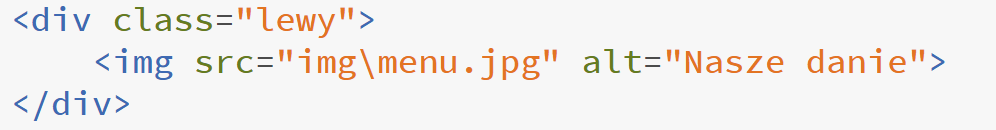 <div class="lewy">
    <img src="img\menu.jpg" alt="Nasze danie">
</div>